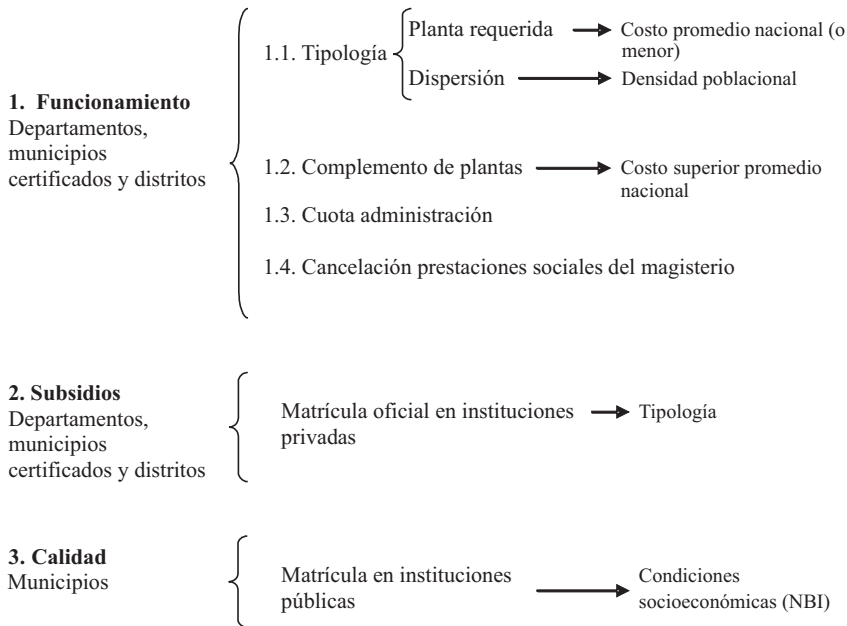 1. Funcionamiento
Departamentos,
municipios
certificados y distritos
1.1. Tipología
Planta requerida
Costo promedio nacional (o
menor)
Dispersión
Densidad poblacional
1.2. Complemento de plantas
Costo superior promedio
nacional
1.3. Cuota administración
1.4. Cancelación prestaciones sociales del magisterio
2. Subsidios
Departamentos,
municipios
certificados y distritos
Matrícula oficial en instituciones
privadas
Tipología
3. Calidad
Municipios
Matrícula en instituciones
públicas
Condiciones
socioeconómicas (NBI)